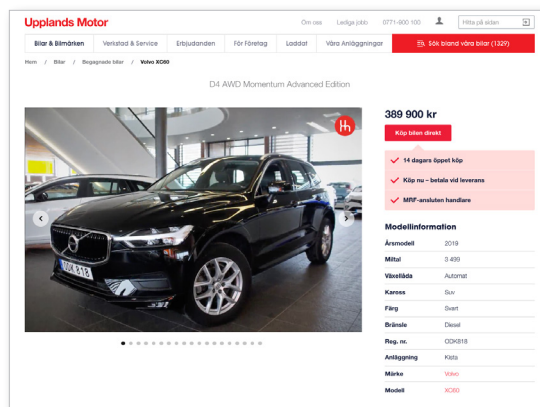 Upplands Motor
Om oss Lediga jobb 0771-800 100 Hitta på sidan
Bilar & Bilmärken Verkstad & Service Erbjudanden För Företag Laddat Våra Anläggningar Sök bland våra bilar (1329)
Hem / Bilar / Begagnade bilar / Volvo XC60
D4 AWD Momentum Advanced Edition
389 900 kr
Köp bilen direkt
14 dagars öppet köp
Köp nu – betala vid leverans
MRF-ansluten handlare
Modellinformation
Årsmodell 2019
Miltal 3 499
Växellåda Automat
Kaross Suv
Färg Svart
Bränsle Diesel
Reg. nr. ODK818
Anläggning Kista
Märke Volvo
Modell XC60
ODK 818